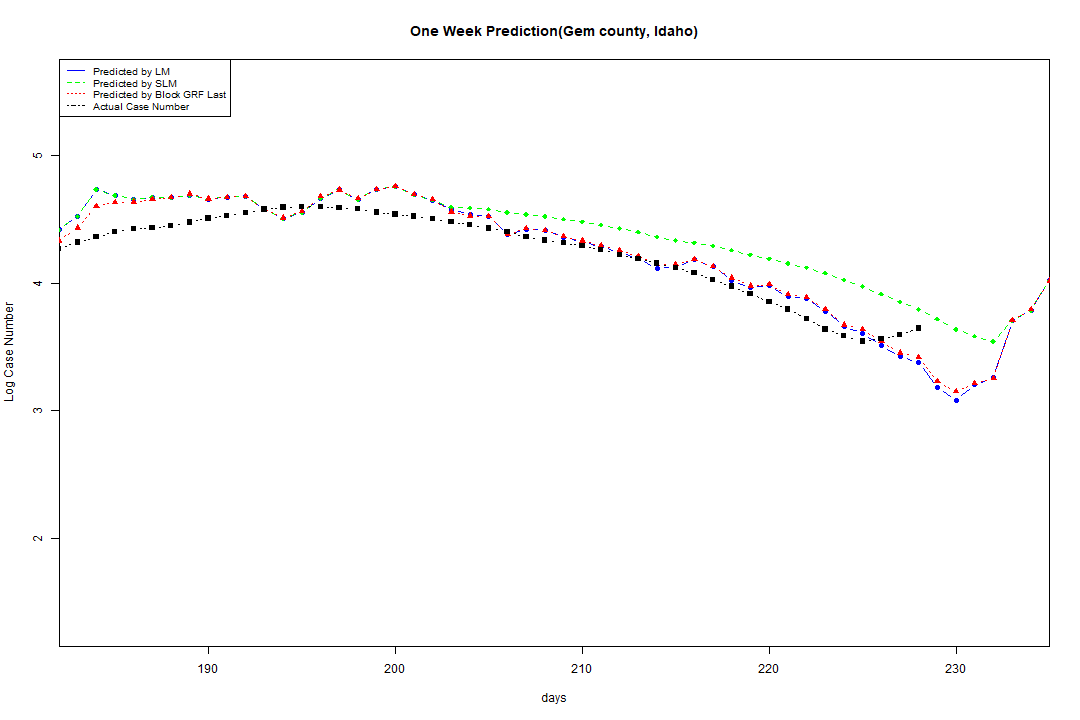 One Week Prediction(Gem county, Idaho)
Predicted by LM
Predicted by SLM
Predicted by Block GRF Last
Actual Case Number
5
4
3
2
Log Case Number
190 200 210 220 230
days